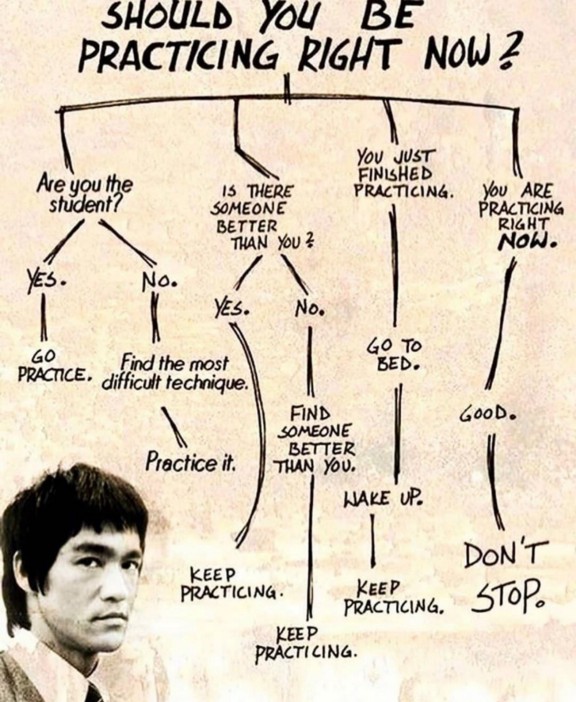 SHOULD YOU BE
PRACTICING RIGHT NOW?
Are you the
student?
YES.
NO.
GO
PRACTICE.
Find the most
difficult technique.
Practice it.
IS THERE
SOMEONE
BETTER
THAN YOU?
YES.
NO.
KEEP
PRACTICING.
FIND
SOMEONE
BETTER
THAN YOU.
KEEP
PRACTICING.
YOU JUST
FINISHED
PRACTICING.
GO TO
BED.
WAKE UP.
KEEP
PRACTICING.
YOU ARE
PRACTICING
RIGHT
NOW.
GOOD.
DON'T
STOP.